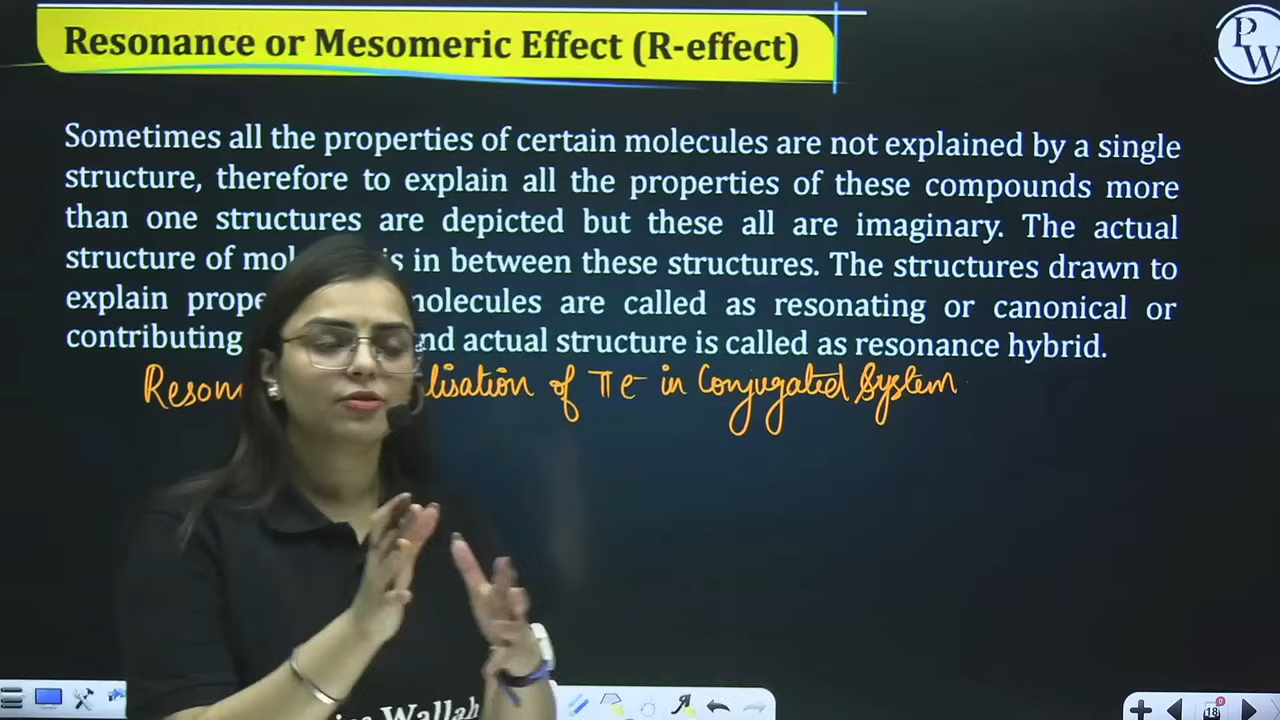 Resonance or Mesomeric Effect (R-effect)
PW
Sometimes all the properties of certain molecules are not explained by a single
structure, therefore to explain all the properties of these compounds more
than one structures are depicted but these all are imaginary. The actual
structure of mol s in between these structures. The structures drawn to
explain prope olecules are called as resonating or canonical or
contributing nd actual structure is called as resonance hybrid.
Reson lisation of πe⁻ in Conjugated System
18
Wallah